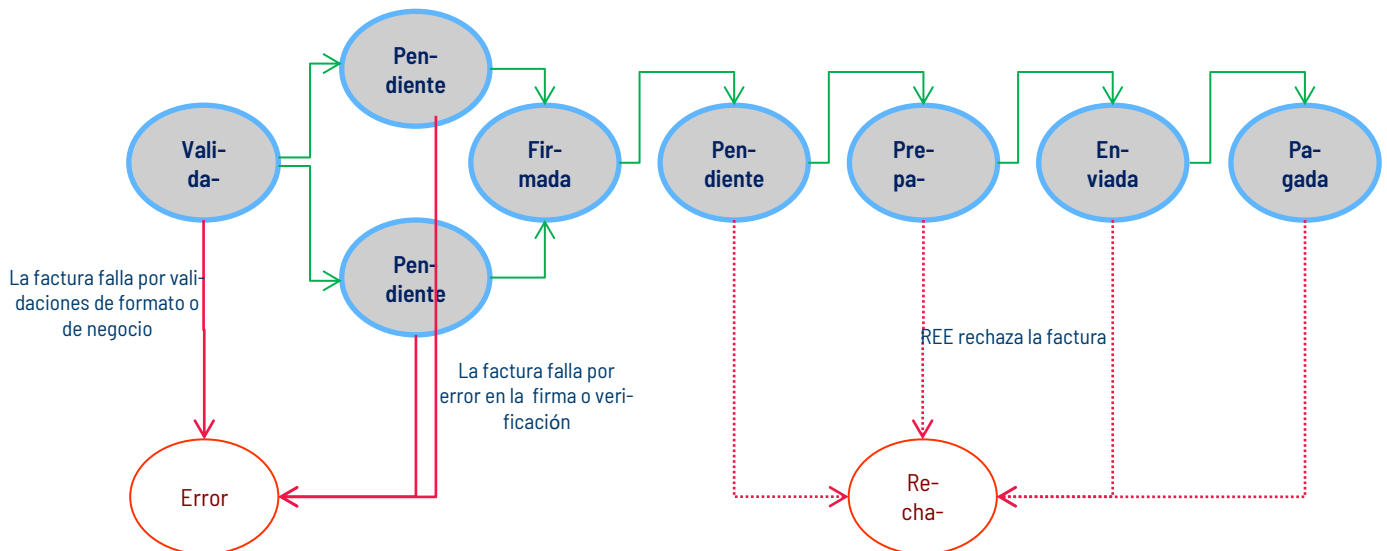 Pen-
diente
Vali-
da-
Fir-
mada
Pen-
diente
Pre-
pa-
En-
viada
Pa-
gada
Pen-
diente
La factura falla por vali-
daciones de formato o
de negocio
REE rechaza la factura
La factura falla por
error en la  firma o veri-
ficación
Error
Re-
cha-